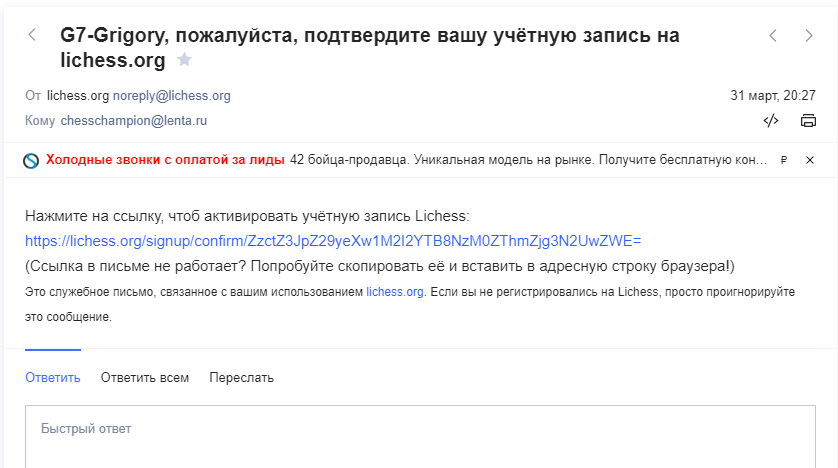 G7-Grigory, пожалуйста, подтвердите вашу учётную запись на
lichess.org
От lichess.org noreply@lichess.org 31 март, 20:27
Кому chesschampion@lenta.ru
Холодные звонки с оплатой за лиды 42 бойца-продавца. Уникальная модель на рынке. Получите бесплатную кон... ₽
Нажмите на ссылку, чтоб активировать учётную запись Lichess:
https://lichess.org/signup/confirm/ZzctZ3JpZ29yeXw1M2I2YTB8NzM0ZThmZjg3N2UwZWE=
(Ссылка в письме не работает? Попробуйте скопировать её и вставить в адресную строку браузера!)
Это служебное письмо, связанное с вашим использованием lichess.org. Если вы не регистрировались на Lichess, просто проигнорируйте
это сообщение.
Ответить Ответить всем Переслать
Быстрый ответ